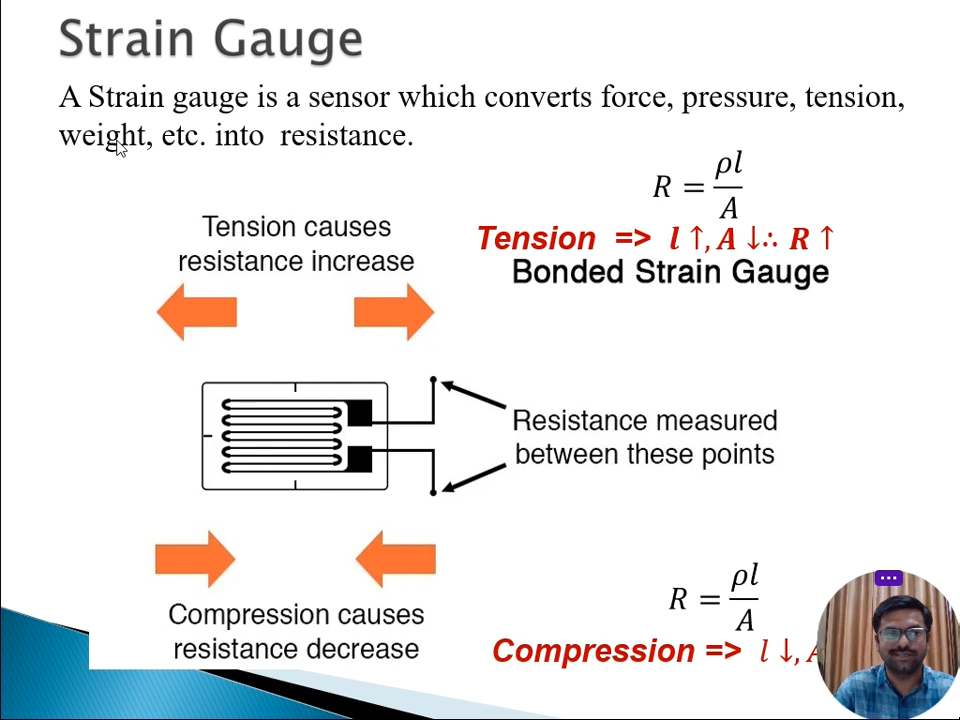 Strain Gauge
A Strain gauge is a sensor which converts force, pressure, tension,
weight, etc. into resistance.
R = ρl/A
Tension => l ↑, A ↓∴ R ↑
Bonded Strain Gauge
Tension causes
resistance increase
Resistance measured
between these points
Compression causes
resistance decrease
R = ρl/A
Compression => l ↓,